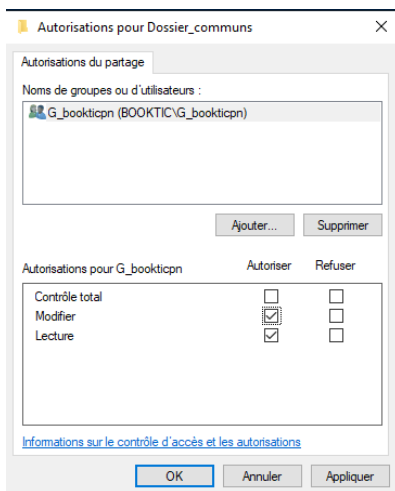 Autorisations pour Dossier_communs
Autorisations du partage
Noms de groupes ou d'utilisateurs :
G_bookticpn (BOOKTIC\G_bookticpn)
Ajouter... Supprimer
Autorisations pour G_bookticpn Autoriser Refuser
Contrôle total
Modifier
Lecture
Informations sur le contrôle d'accès et les autorisations
OK Annuler Appliquer